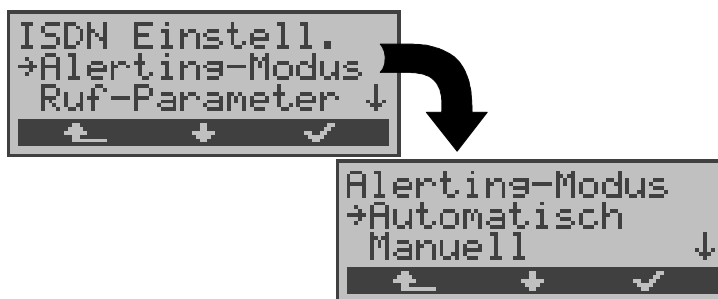 ISDN Einstell.
→Alerting-Modus
Ruf-Parameter ↓
Alerting-Modus
→Automatisch
Manuell ↓